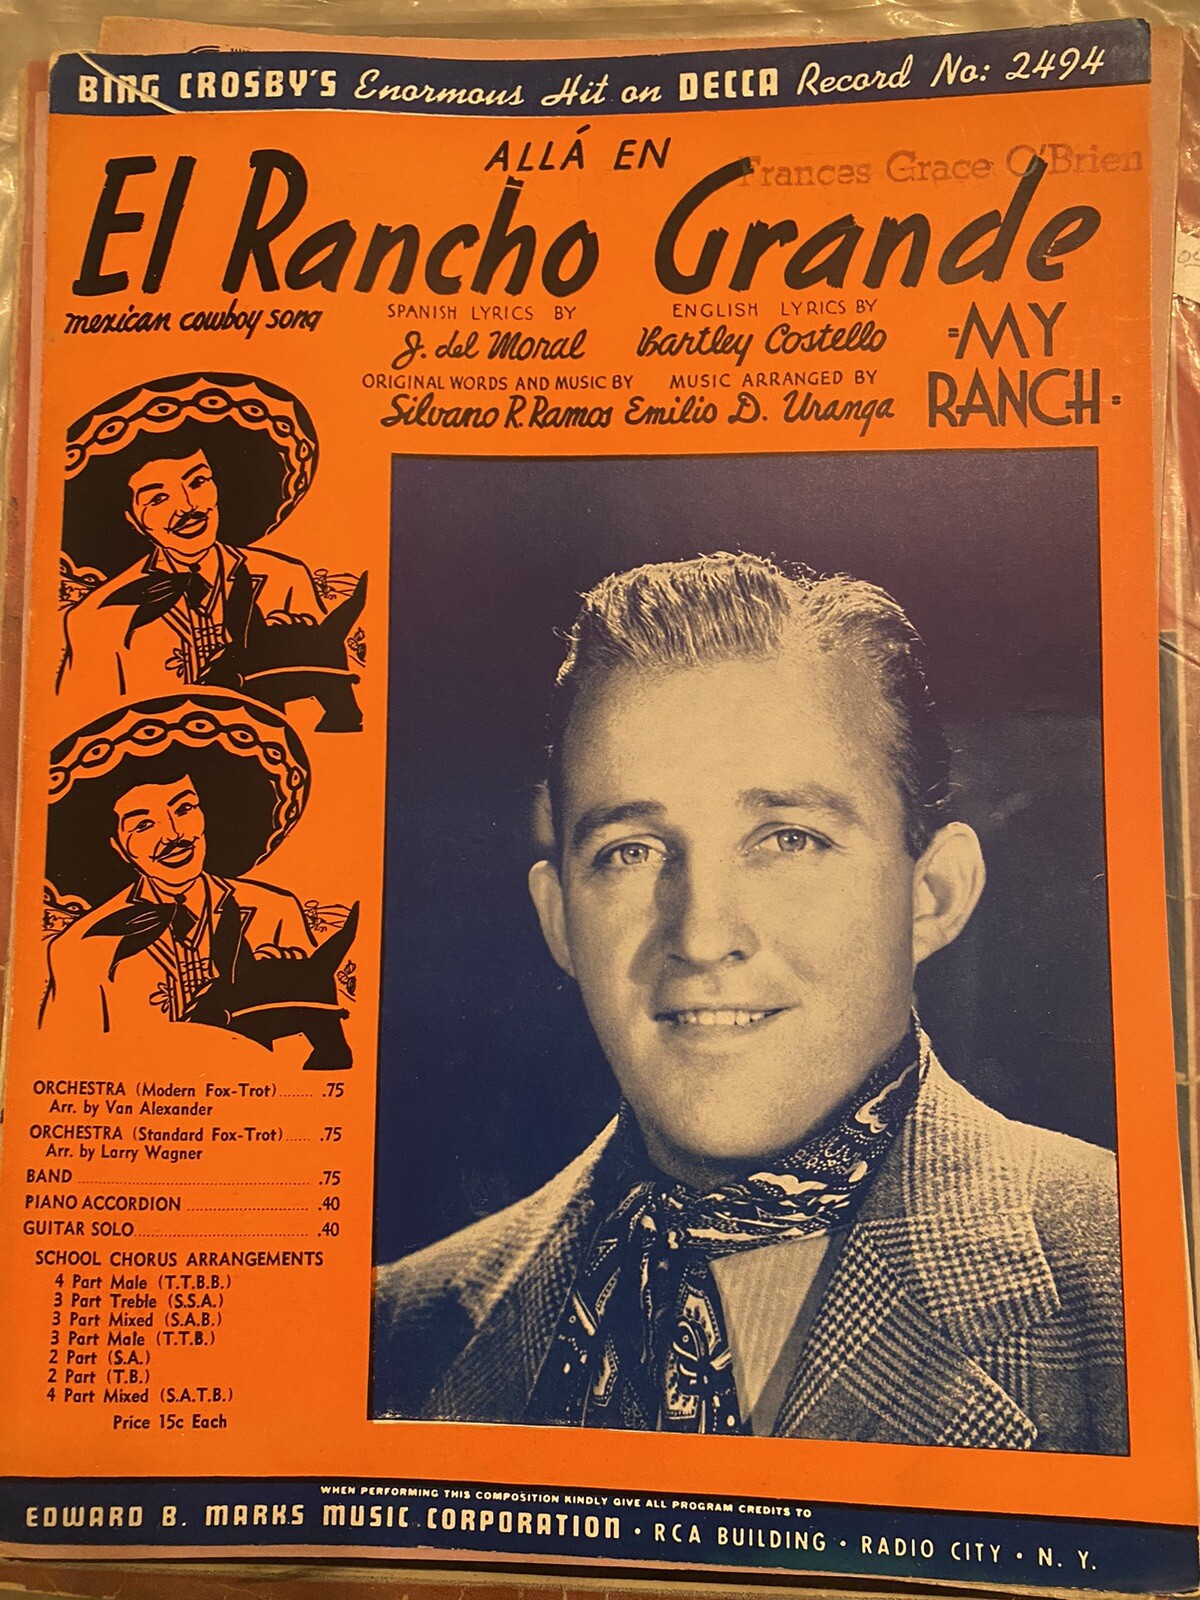 BING CROSBY'S Enormous Hit on DECCA Record No: 2494
ALLÁ EN
Frances Grace O'Brien
El Rancho Grande
mexican cowboy song
SPANISH LYRICS BY
J. del Moral
ENGLISH LYRICS BY
Bartley Costello
ORIGINAL WORDS AND MUSIC BY
Silvano R. Ramos
MUSIC ARRANGED BY
Emilio D. Uranga
=MY
RANCH=
ORCHESTRA (Modern Fox-Trot)........ .75
Arr. by Van Alexander
ORCHESTRA (Standard Fox-Trot)...... .75
Arr. by Larry Wagner
BAND ........................................ .75
PIANO ACCORDION ........................ .40
GUITAR SOLO................................ .40
SCHOOL CHORUS ARRANGEMENTS
4 Part Male (T.T.B.B.)
3 Part Treble (S.S.A.)
3 Part Mixed (S.A.B.)
3 Part Male (T.T.B.)
2 Part (S.A.)
2 Part (T.B.)
4 Part Mixed (S.A.T.B.)
Price 15c Each
WHEN PERFORMING THIS COMPOSITION KINDLY GIVE ALL PROGRAM CREDITS TO
EDWARD B. MARKS MUSIC CORPORATION • RCA BUILDING • RADIO CITY • N. Y.